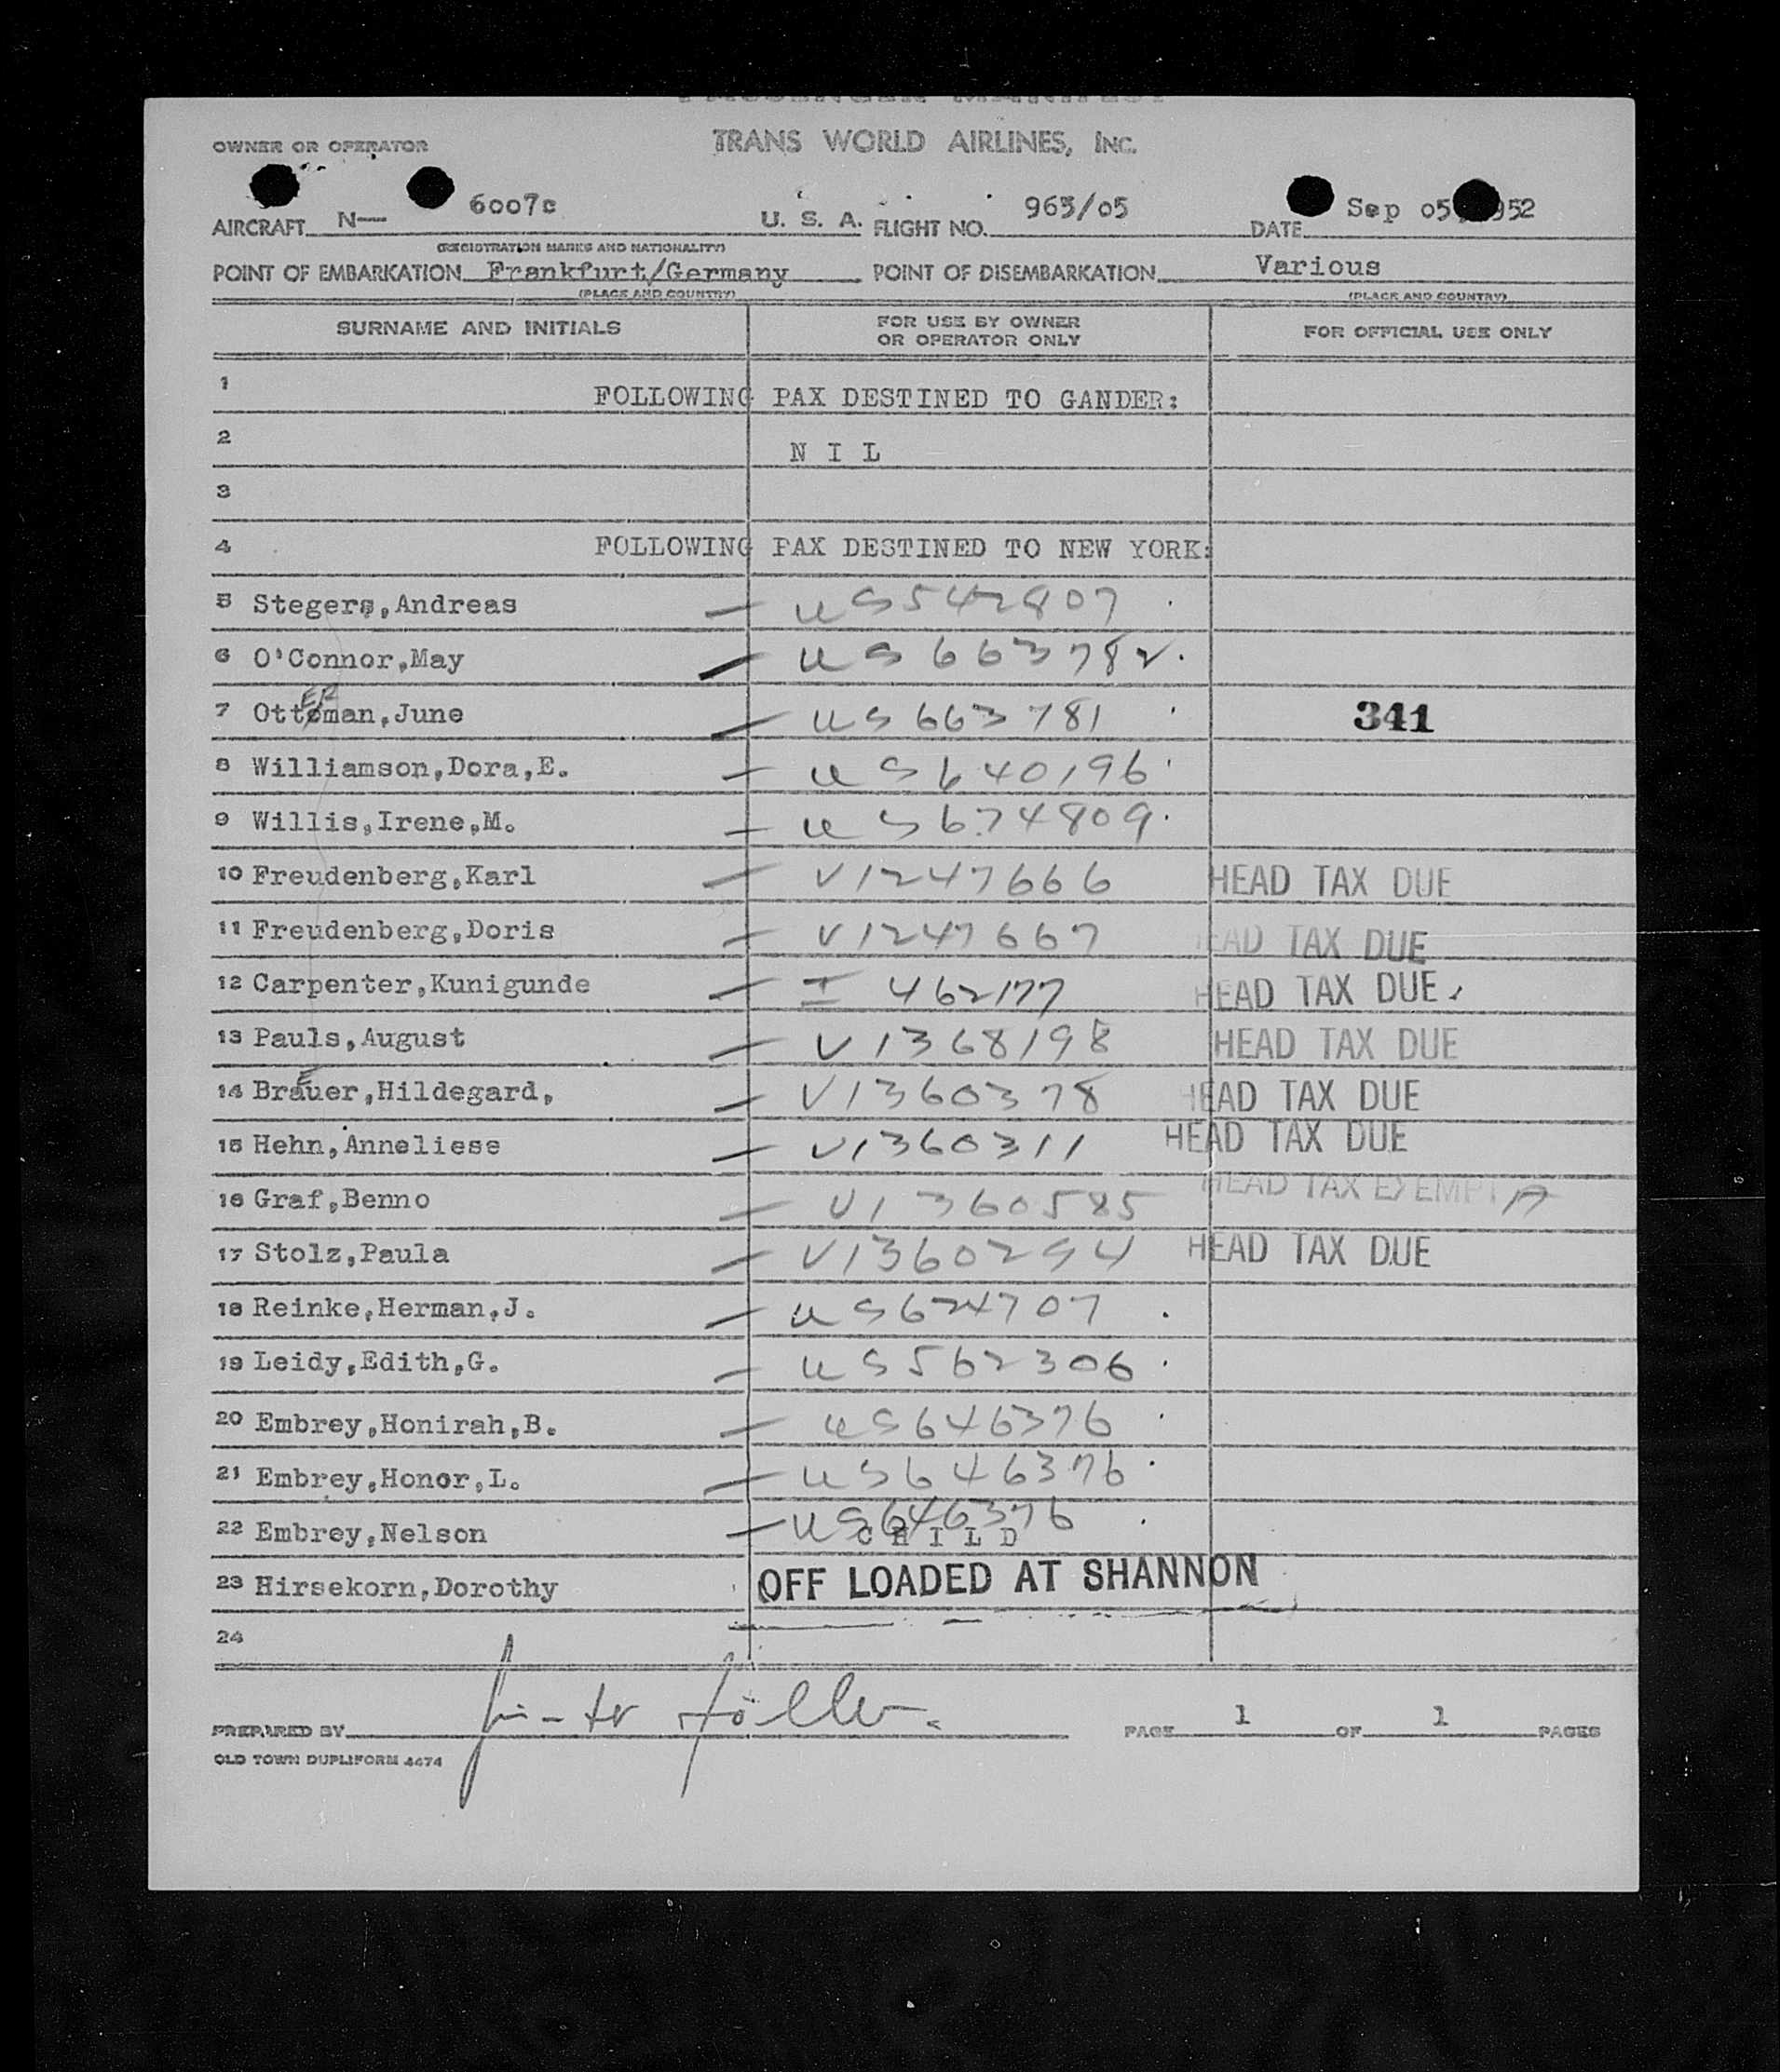 PASSENGER MANIFEST
OWNER OR OPERATOR TRANS WORLD AIRLINES, INC.
AIRCRAFT N— 6007c U. S. A. FLIGHT NO. 963/05 DATE Sep 05, 1952
(REGISTRATION MARKS AND NATIONALITY)
POINT OF EMBARKATION Frankfurt/Germany POINT OF DISEMBARKATION Various
(PLACE AND COUNTRY) (PLACE AND COUNTRY)
SURNAME AND INITIALS FOR USE BY OWNER OR OPERATOR ONLY FOR OFFICIAL USE ONLY
1 FOLLOWING PAX DESTINED TO GANDER:
2 N I L
3
4 FOLLOWING PAX DESTINED TO NEW YORK:
5 Stegers,Andreas — US542807
6 O'Connor,May — US663782
7 Ottoman,June ER — US663781 341
8 Williamson,Dora,E. — US640196
9 Willis,Irene,M. — US674809
10 Freudenberg,Karl — V1247666 HEAD TAX DUE
11 Freudenberg,Doris — V1247667 HEAD TAX DUE
12 Carpenter,Kunigunde — I 462177 HEAD TAX DUE
13 Pauls,August — V1368198 HEAD TAX DUE
14 Brauer,Hildegard, E — V1360378 HEAD TAX DUE
15 Hehn,Anneliese — V1360311 HEAD TAX DUE
16 Graf,Benno — V1360585 HEAD TAX EXEMPT A
17 Stolz,Paula — V1360294 HEAD TAX DUE
18 Reinke,Herman,J. — US624707
19 Leidy,Edith,G. — US562306
20 Embrey,Honirah,B. — US646376
21 Embrey,Honor,L. — US646376
22 Embrey,Nelson — US646376 C H I L D
23 Hirsekorn,Dorothy OFF LOADED AT SHANNON
24
PREPARED BY PAGE 1 OF 1 PAGES
OLD TOWN DUPLIFORM 4474